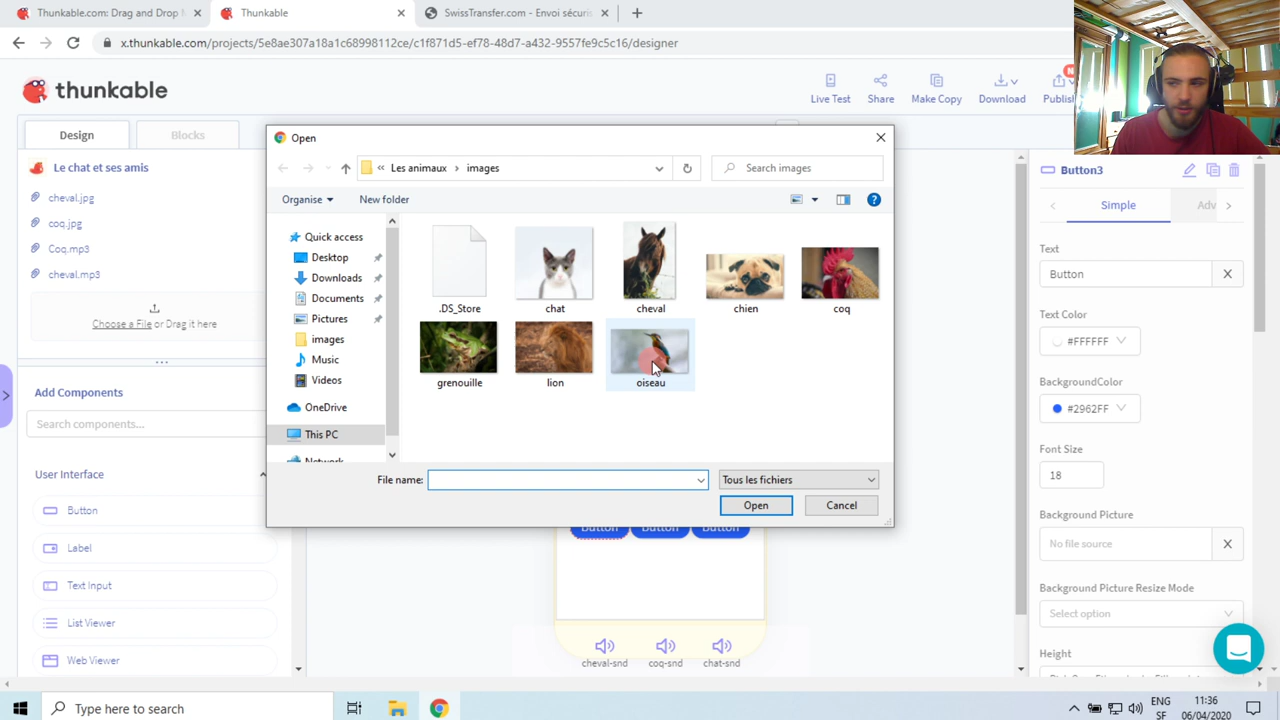 Thunkable.com: Drag and Drop M
Thunkable
SwissTransfer.com - Envoi sécuris
x.thunkable.com/projects/5e8ae307a18a1c68998112ce/c1f871d5-ef78-48d7-a432-9557fe9c5c16/designer
thunkable
Live Test
Share
Make Copy
Download
Publish
N
Design
Blocks
Le chat et ses amis
cheval.jpg
coq.jpg
Coq.mp3
cheval.mp3
Choose a File or Drag it here
Add Components
Search components...
User Interface
Button
Label
Text Input
List Viewer
Web Viewer
Open
« Les animaux › images
Search images
Organise
New folder
Quick access
Desktop
Downloads
Documents
Pictures
images
Music
Videos
OneDrive
This PC
Network
.DS_Store
chat
cheval
chien
coq
grenouille
lion
oiseau
File name:
Tous les fichiers
Open
Cancel
Button
Button
Button
cheval-snd
coq-snd
chat-snd
Button3
Simple
Adv
Text
Button
Text Color
#FFFFFF
BackgroundColor
#2962FF
Font Size
18
Background Picture
No file source
Background Picture Resize Mode
Select option
Height
Type here to search
ENG
SF
11:36
06/04/2020